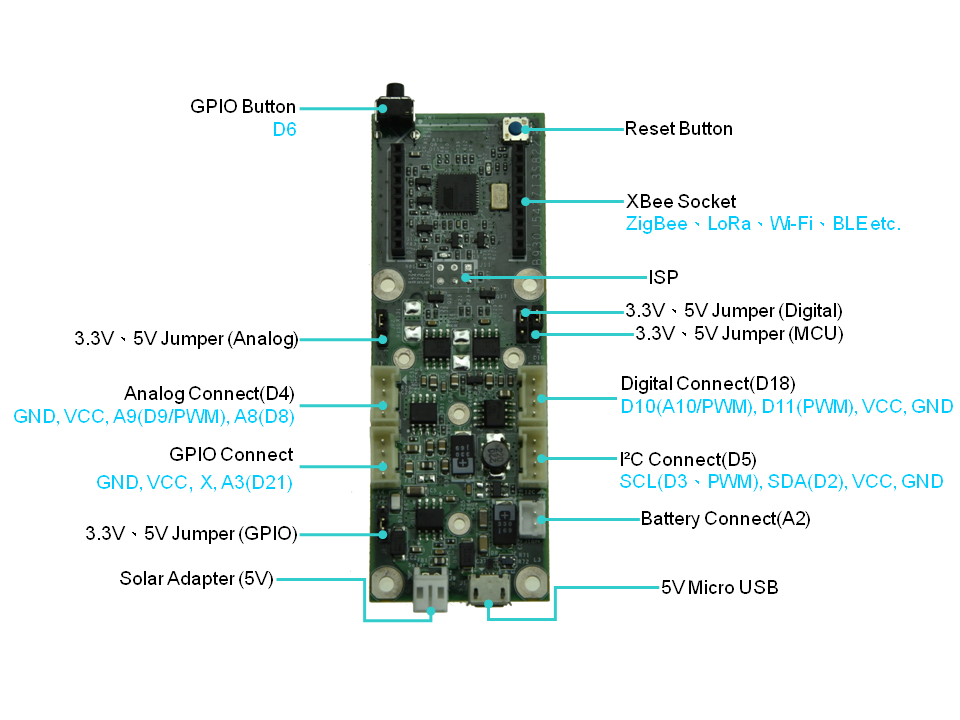 GPIO Button
D6
Reset Button
XBee Socket
ZigBee、LoRa、Wi-Fi、BLE etc.
ISP
3.3V、5V Jumper (Digital)
3.3V、5V Jumper (MCU)
3.3V、5V Jumper (Analog)
Analog Connect(D4)
GND, VCC, A9(D9/PWM), A8(D8)
Digital Connect(D18)
D10(A10/PWM), D11(PWM), VCC, GND
GPIO Connect
GND, VCC, X, A3(D21)
I²C Connect(D5)
SCL(D3、PWM), SDA(D2), VCC, GND
Battery Connect(A2)
3.3V、5V Jumper (GPIO)
Solar Adapter (5V)
5V Micro USB